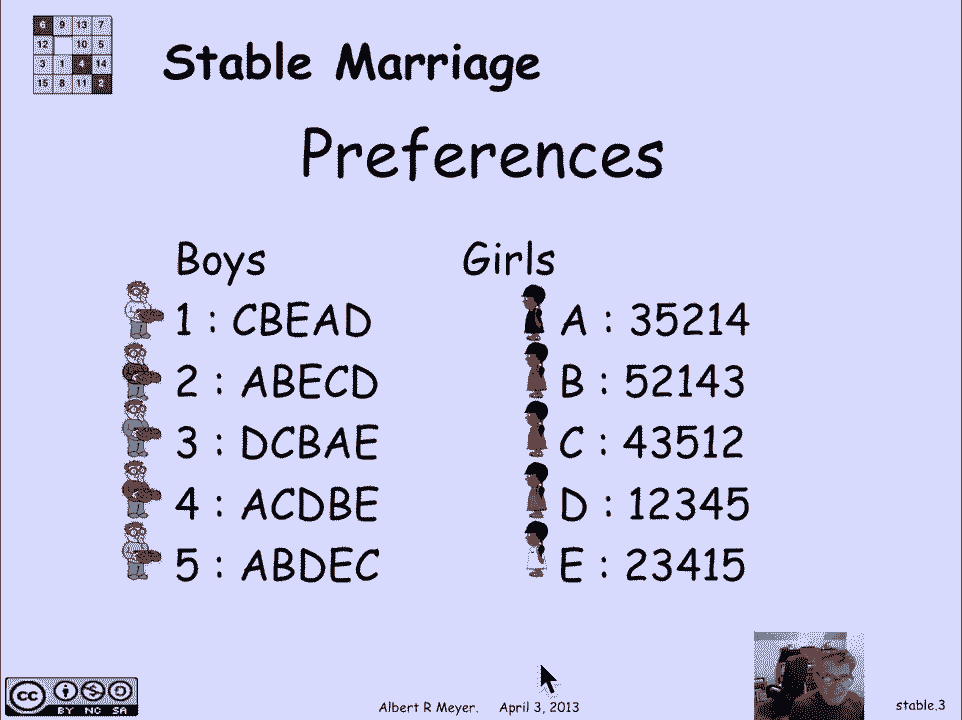 6 9 13 7
12 10 5
3 1 4 14
15 8 11 2
Stable Marriage
Preferences
Boys Girls
1 : CBEAD A : 35214
2 : ABECD B : 52143
3 : DCBAE C : 43512
4 : ACDBE D : 12345
5 : ABDEC E : 23415
cc
BY NC SA
Albert R Meyer. April 3, 2013
stable.3